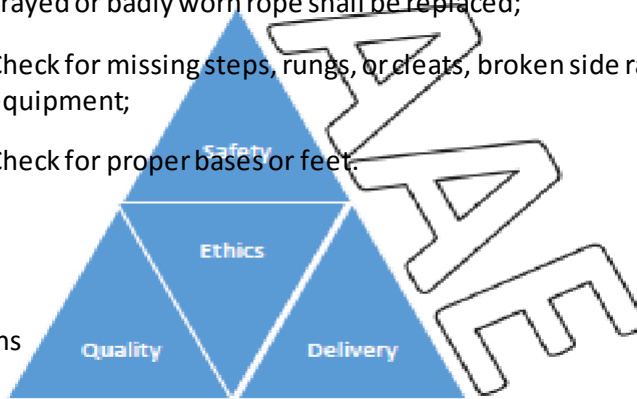 rayed or badly worn rope shall be replaced;
Check for missing steps, rungs, or cleats, broken side ra
quipment;
Check for proper bases or feet.
Safety
Ethics
ns
Quality
Delivery
AAE